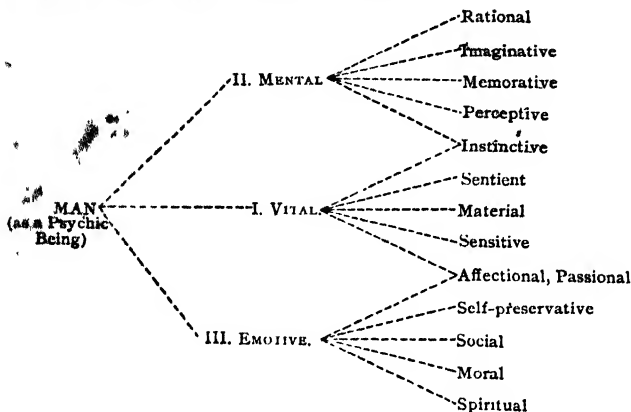 Rational
Imaginative
II. MENTAL
Memorative
Perceptive
Instinctive
Sentient
MAN
(as a Psychic
Being)
I. VITAL.
Material
Sensitive
Affectional, Passional
Self-preservative
III. EMOTIVE.
Social
Moral
Spiritual